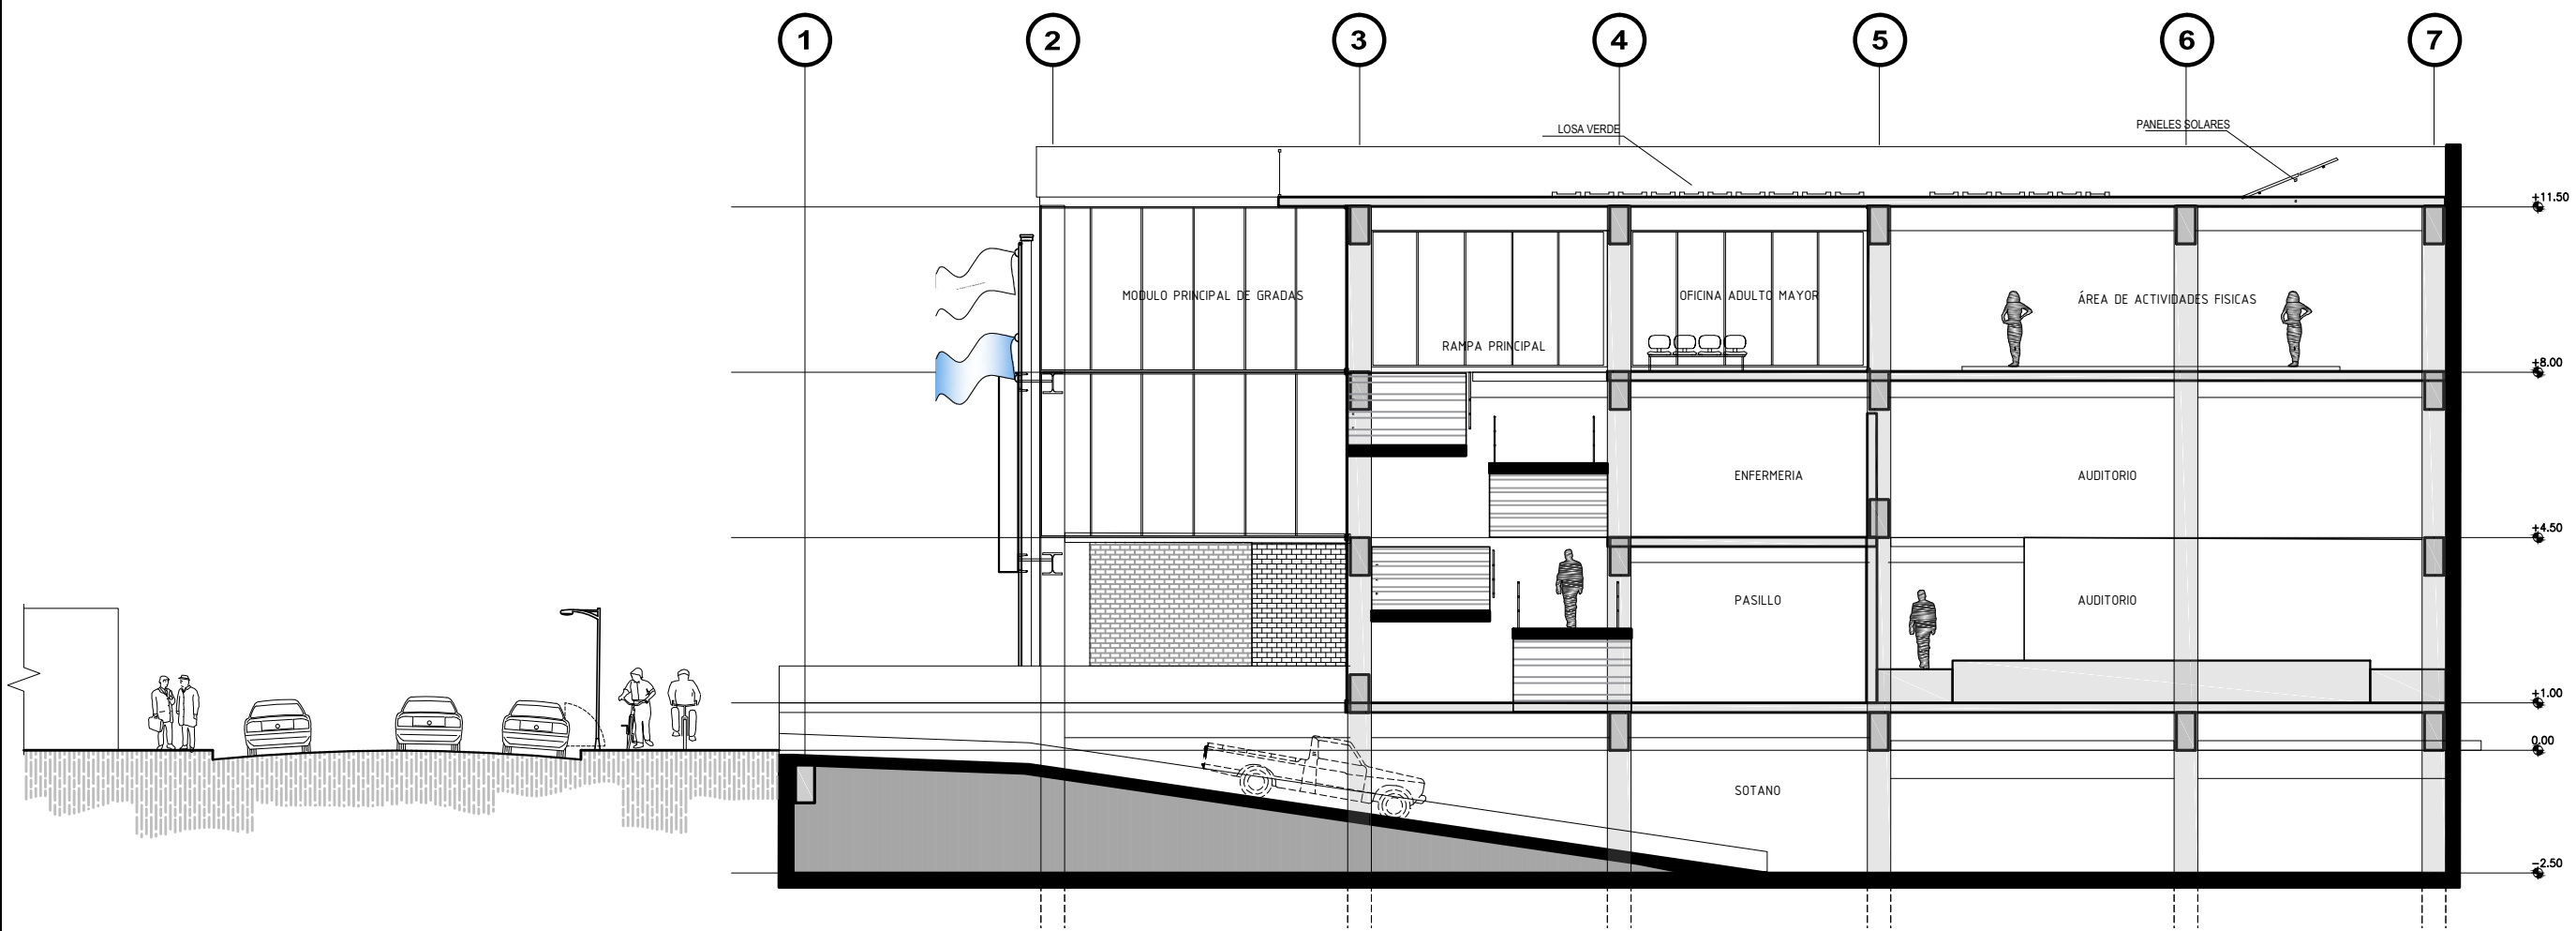 1 2 3 4 5 6 7
LOSA VERDE
PANELES SOLARES
+11.50
MODULO PRINCIPAL DE GRADAS
OFICINA ADULTO MAYOR
ÁREA DE ACTIVIDADES FISICAS
RAMPA PRINCIPAL
+8.00
ENFERMERIA
AUDITORIO
+4.50
PASILLO
AUDITORIO
+1.00
0.00
SOTANO
-2.50